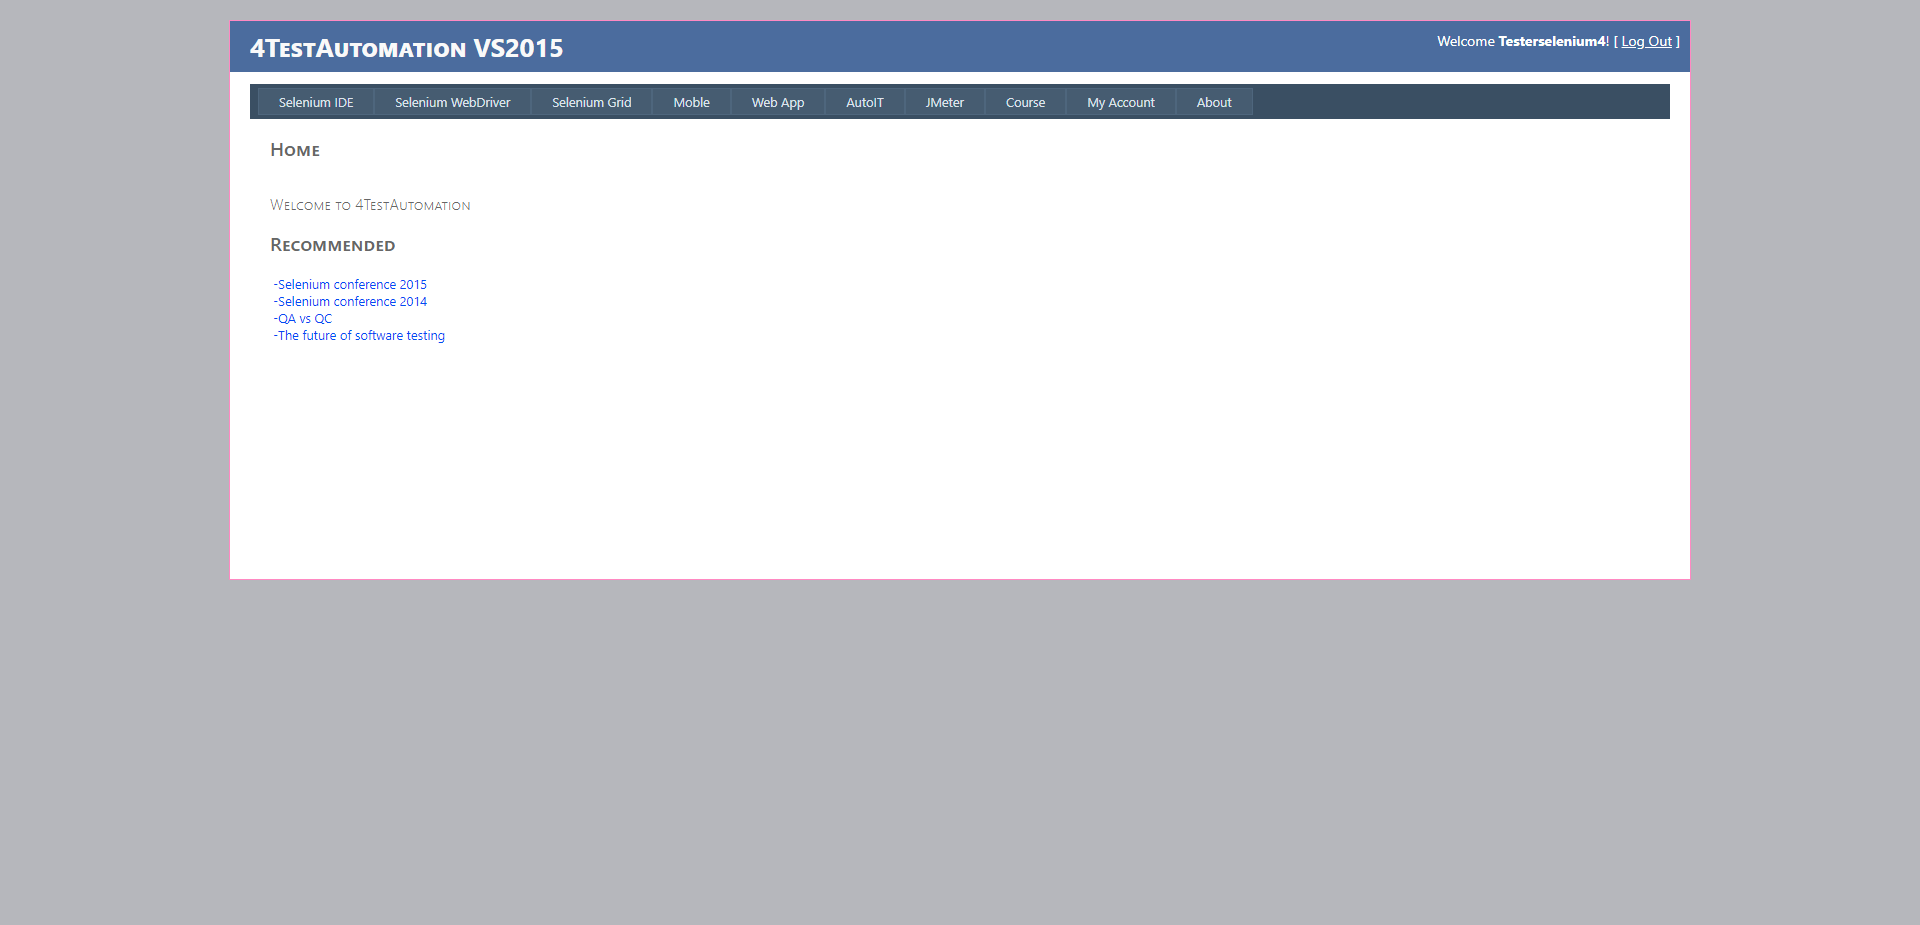 4TestAutomation VS2015
Welcome Testerselenium4! [ Log Out ]
Selenium IDE Selenium WebDriver Selenium Grid Moble Web App AutoIT JMeter Course My Account About
Home
Welcome to 4TestAutomation
Recommended
-Selenium conference 2015
-Selenium conference 2014
-QA vs QC
-The future of software testing